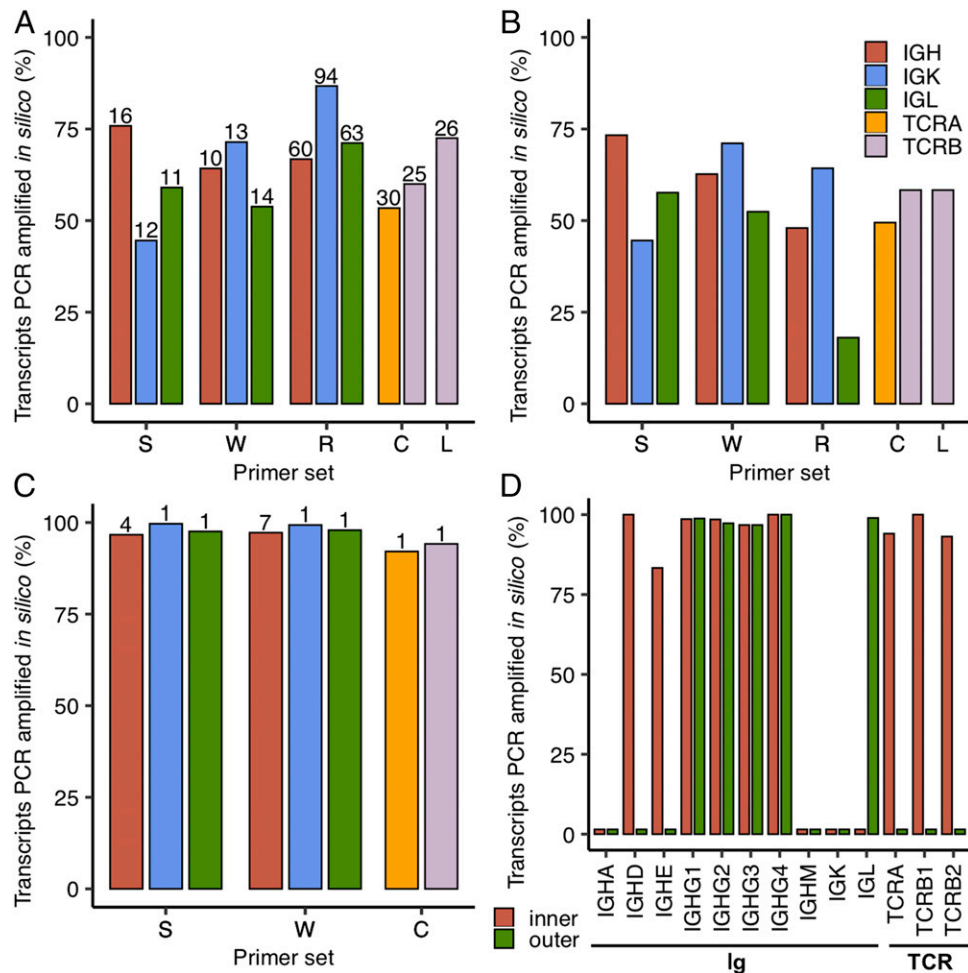 A
Transcripts PCR amplified in silico (%)
100
75
50
25
0
16
12
11
10
13
14
60
94
63
30
25
26
S
W
R
C
L
Primer set
B
Transcripts PCR amplified in silico (%)
100
75
50
25
0
IGH
IGK
IGL
TCRA
TCRB
S
W
R
C
L
Primer set
C
Transcripts PCR amplified in silico (%)
100
75
50
25
0
4
1
1
7
1
1
1
1
S
W
C
Primer set
D
Transcripts PCR amplified in silico (%)
100
75
50
25
0
IGHA
IGHD
IGHE
IGHG1
IGHG2
IGHG3
IGHG4
IGHM
IGK
IGL
TCRA
TCRB1
TCRB2
inner
outer
Ig
TCR